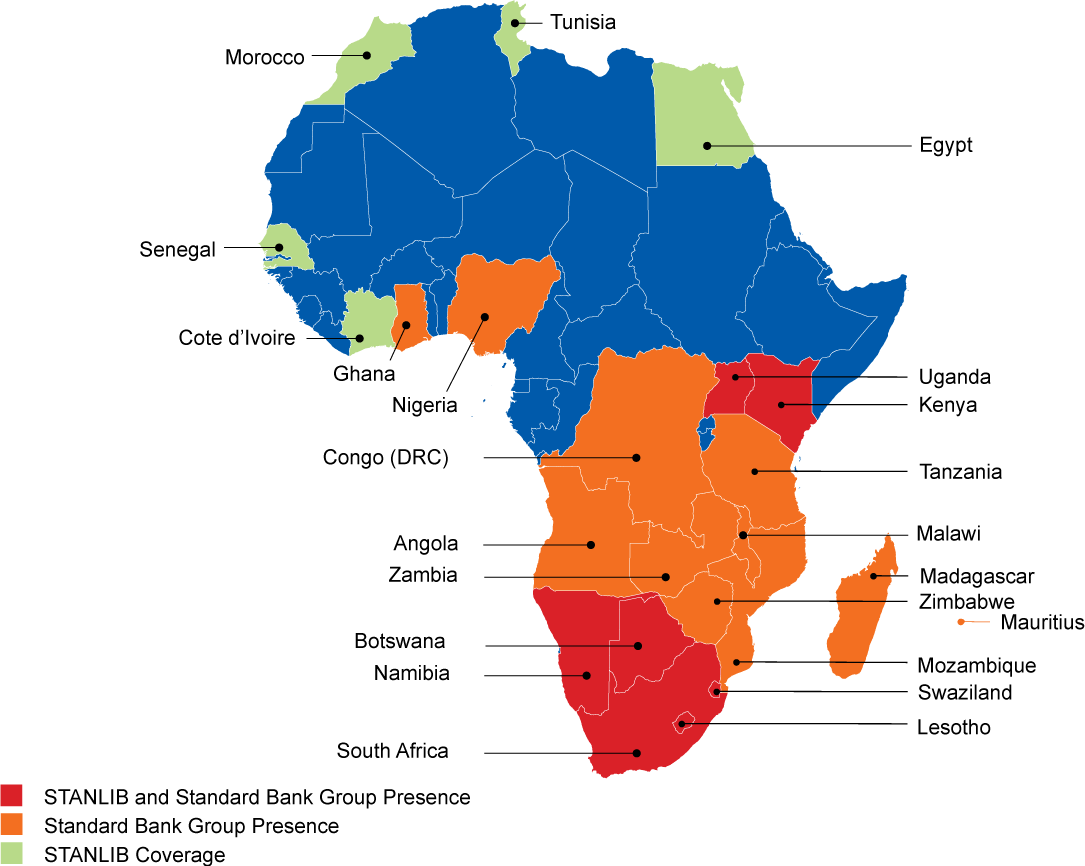 Tunisia
Morocco
Egypt
Senegal
Cote d’Ivoire
Ghana
Nigeria
Uganda
Kenya
Congo (DRC)
Tanzania
Malawi
Angola
Zambia
Madagascar
Zimbabwe
Mauritius
Botswana
Mozambique
Namibia
Swaziland
Lesotho
South Africa
STANLIB and Standard Bank Group Presence
Standard Bank Group Presence
STANLIB Coverage